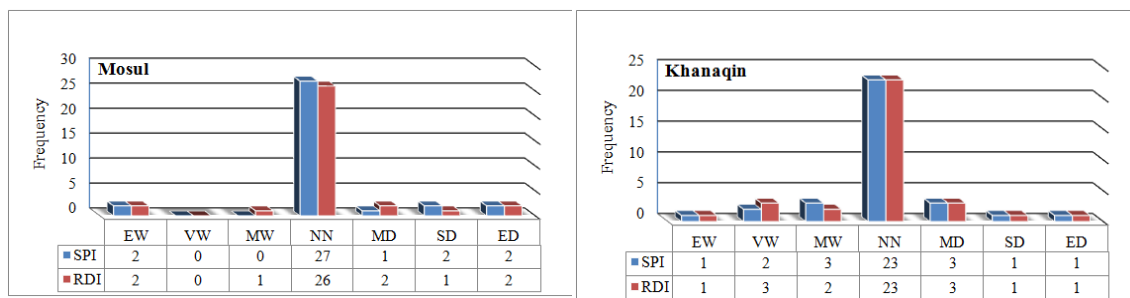 Mosul
Frequency
30
25
20
15
10
5
0
EW VW MW NN MD SD ED
SPI 2 0 0 27 1 2 2
RDI 2 0 1 26 2 1 2
Khanaqin
Frequency
25
20
15
10
5
0
EW VW MW NN MD SD ED
SPI 1 2 3 23 3 1 1
RDI 1 3 2 23 3 1 1